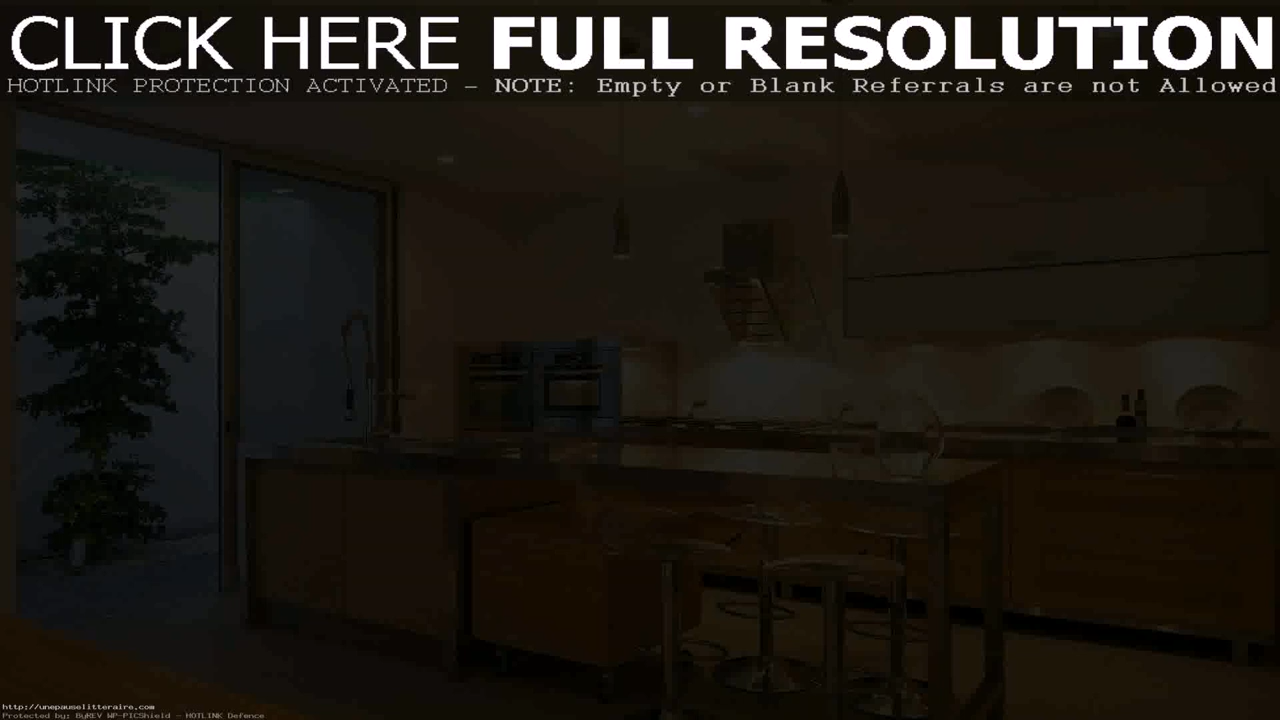 CLICK HERE FULL RESOLUTION
HOTLINK PROTECTION ACTIVATED - NOTE: Empty or Blank Referrals are not Allowed
http://unepauselitteraire.com
Protected by: ByREV WP-PICShield - HOTLINK Defence